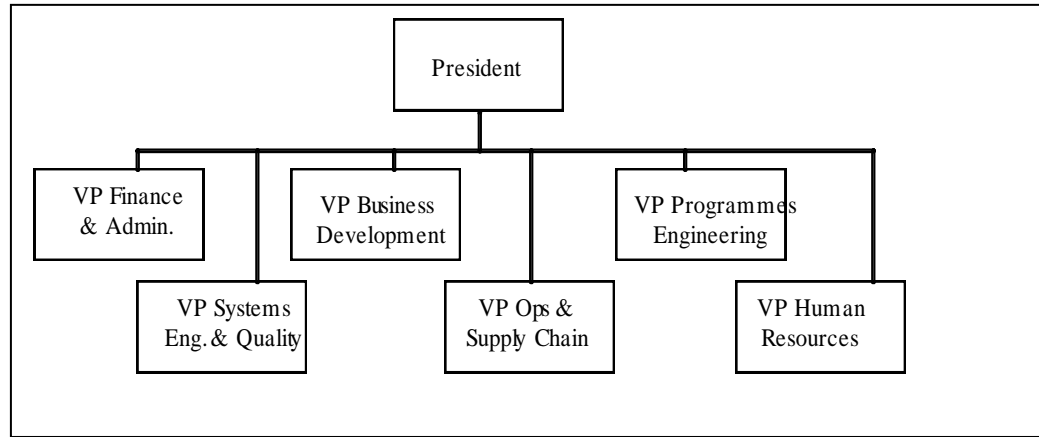 President
VP Finance
& Admin.
VP Business
Development
VP Programmes
Engineering
VP Systems
Eng. & Quality
VP Ops &
Supply Chain
VP Human
Resources